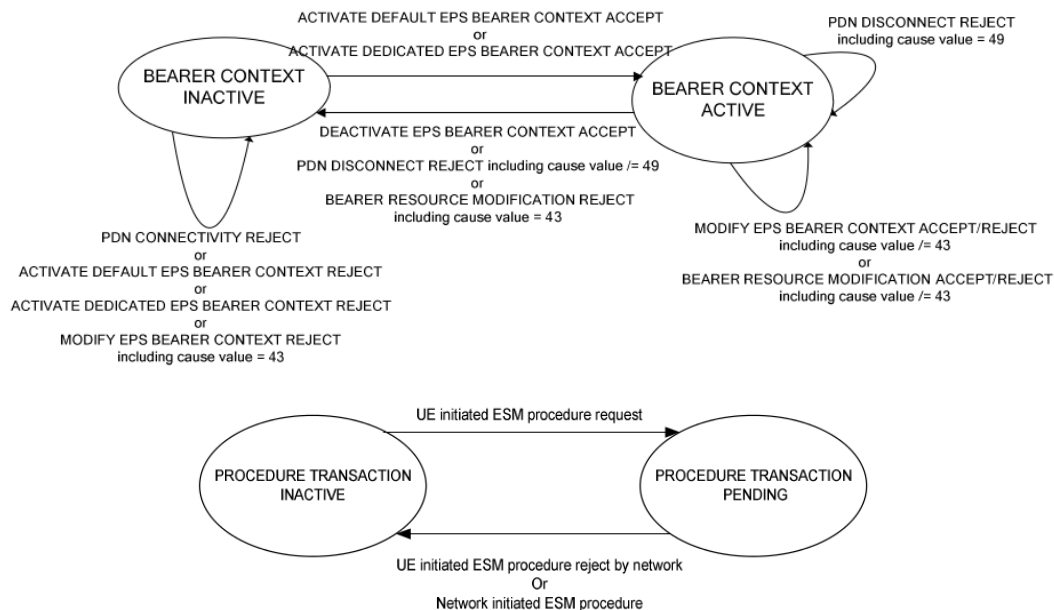 ACTIVATE DEFAULT EPS BEARER CONTEXT ACCEPT
or
ACTIVATE DEDICATED EPS BEARER CONTEXT ACCEPT
PDN DISCONNECT REJECT
including cause value = 49
BEARER CONTEXT
INACTIVE
BEARER CONTEXT
ACTIVE
DEACTIVATE EPS BEARER CONTEXT ACCEPT
or
PDN DISCONNECT REJECT including cause value /= 49
or
BEARER RESOURCE MODIFICATION REJECT
including cause value = 43
PDN CONNECTIVITY REJECT
or
ACTIVATE DEFAULT EPS BEARER CONTEXT REJECT
or
ACTIVATE DEDICATED EPS BEARER CONTEXT REJECT
or
MODIFY EPS BEARER CONTEXT REJECT
including cause value = 43
MODIFY EPS BEARER CONTEXT ACCEPT/REJECT
including cause value /= 43
or
BEARER RESOURCE MODIFICATION ACCEPT/REJECT
including cause value /= 43
UE initiated ESM procedure request
PROCEDURE TRANSACTION
INACTIVE
PROCEDURE TRANSACTION
PENDING
UE initiated ESM procedure reject by network
Or
Network initiated ESM procedure